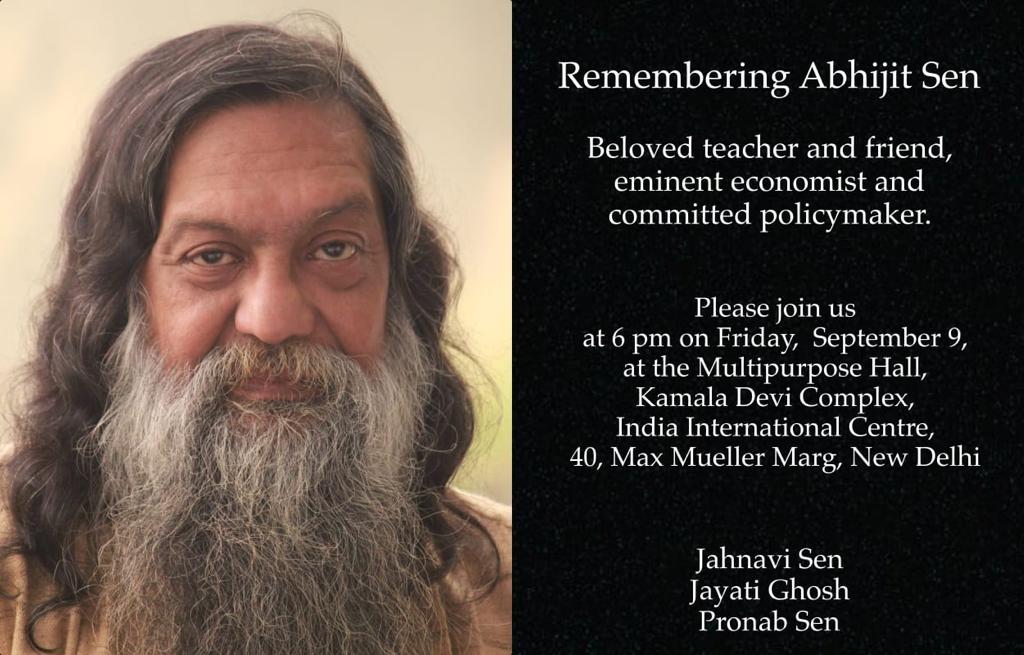 Remembering Abhijit Sen
Beloved teacher and friend,
eminent economist and
committed policymaker.
Please join us
at 6 pm on Friday, September 9,
at the Multipurpose Hall,
Kamala Devi Complex,
India International Centre,
40, Max Mueller Marg, New Delhi
Jahnavi Sen
Jayati Ghosh
Pronab Sen